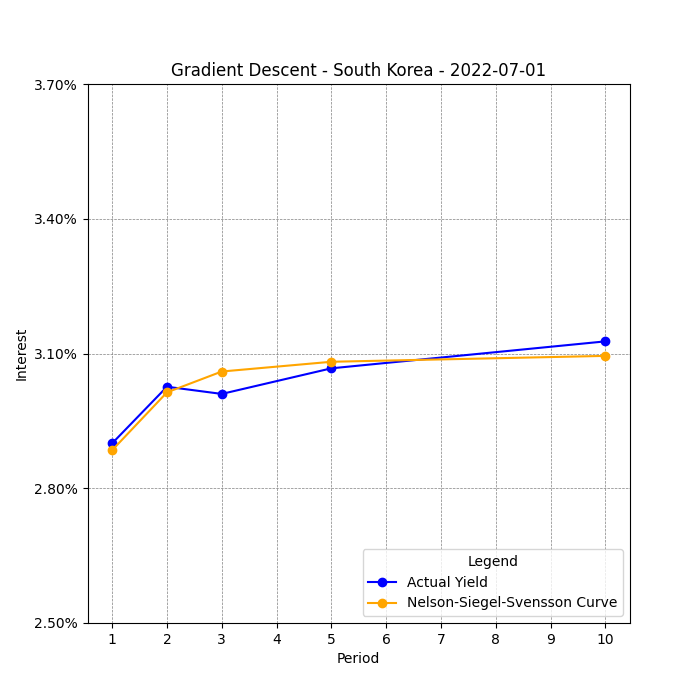 Gradient Descent - South Korea - 2022-07-01
3.70%
3.40%
3.10%
2.80%
2.50%
Interest
1 2 3 4 5 6 7 8 9 10
Period
Legend
Actual Yield
Nelson-Siegel-Svensson Curve